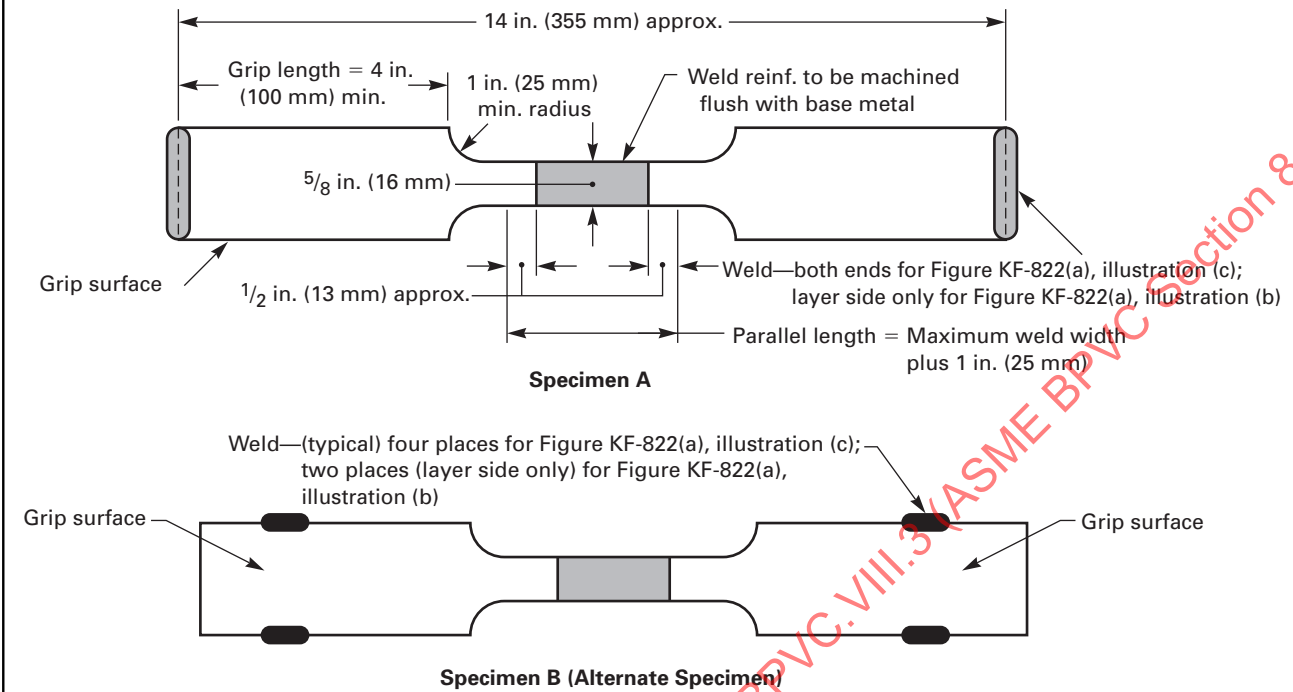 14 in. (355 mm) approx.
Grip length = 4 in.
(100 mm) min.
1 in. (25 mm)
min. radius
Weld reinf. to be machined
flush with base metal
5/8 in. (16 mm)
Grip surface
1/2 in. (13 mm) approx.
Weld—both ends for Figure KF-822(a), illustration (c);
layer side only for Figure KF-822(a), illustration (b)
Parallel length = Maximum weld width
plus 1 in. (25 mm)
Specimen A
Weld—(typical) four places for Figure KF-822(a), illustration (c);
two places (layer side only) for Figure KF-822(a),
illustration (b)
Grip surface
Grip surface
Specimen B (Alternate Specimen)
BPVC.VIII.3 (ASME BPVC Section 8